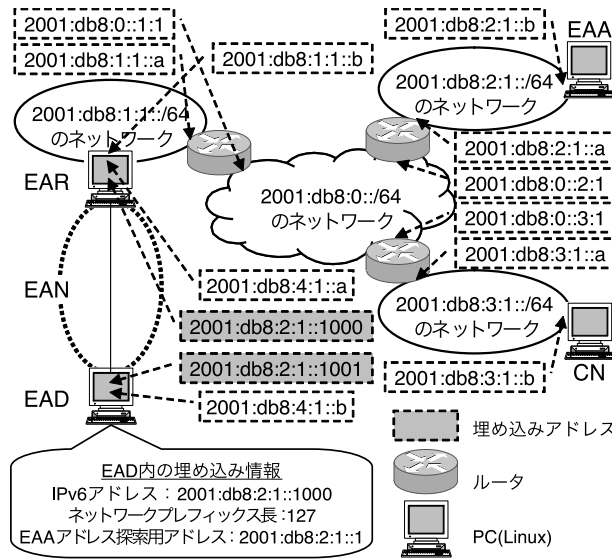 2001:db8:0::1:1
2001:db8:1:1::a
2001:db8:1:1::b
2001:db8:1:1::/64
のネットワーク
EAR
EAN
EAD
2001:db8:2:1::b
EAA
2001:db8:2:1::/64
のネットワーク
2001:db8:2:1::a
2001:db8:0::2:1
2001:db8:0::/64
のネットワーク
2001:db8:0::3:1
2001:db8:3:1::a
2001:db8:3:1::/64
のネットワーク
2001:db8:3:1::b
CN
2001:db8:4:1::a
2001:db8:2:1::1000
2001:db8:2:1::1001
2001:db8:4:1::b
EAD内の埋め込み情報
IPv6アドレス：2001:db8:2:1::1000
ネットワークプレフィックス長：127
EAAアドレス探索用アドレス：2001:db8:2:1::1
埋め込みアドレス
ルータ
PC(Linux)